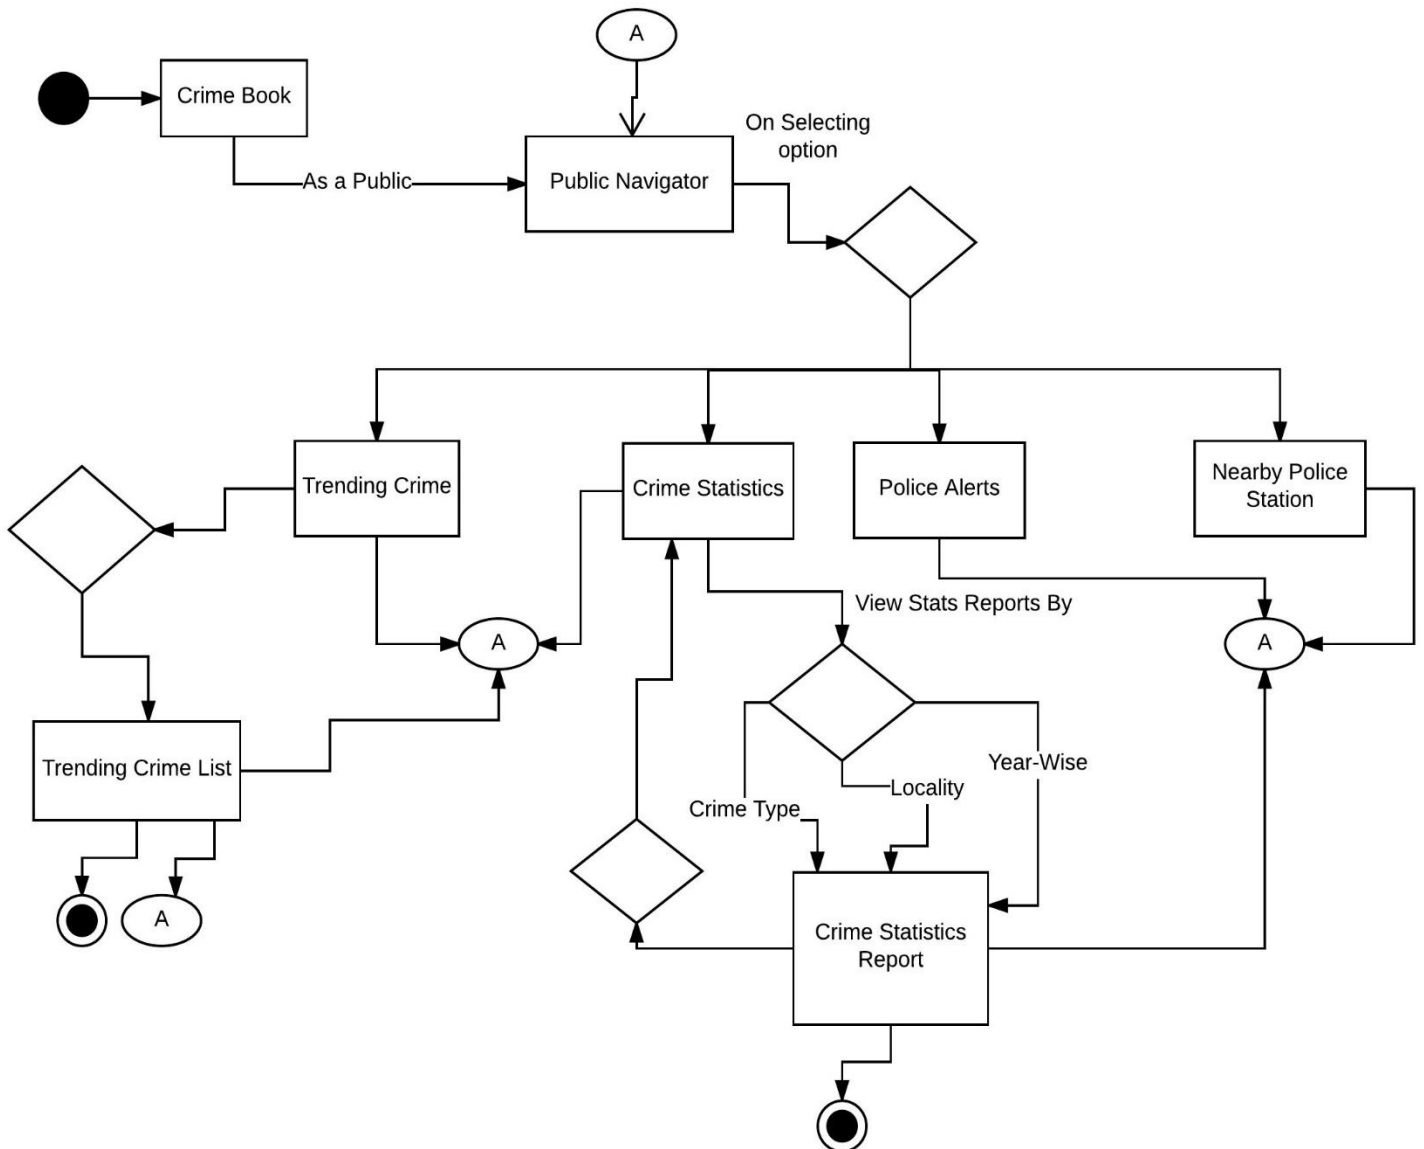 A
Crime Book
On Selecting
option
As a Public
Public Navigator
Trending Crime
Crime Statistics
Police Alerts
Nearby Police
Station
View Stats Reports By
A
A
Trending Crime List
Year-Wise
Locality
Crime Type
A
Crime Statistics
Report